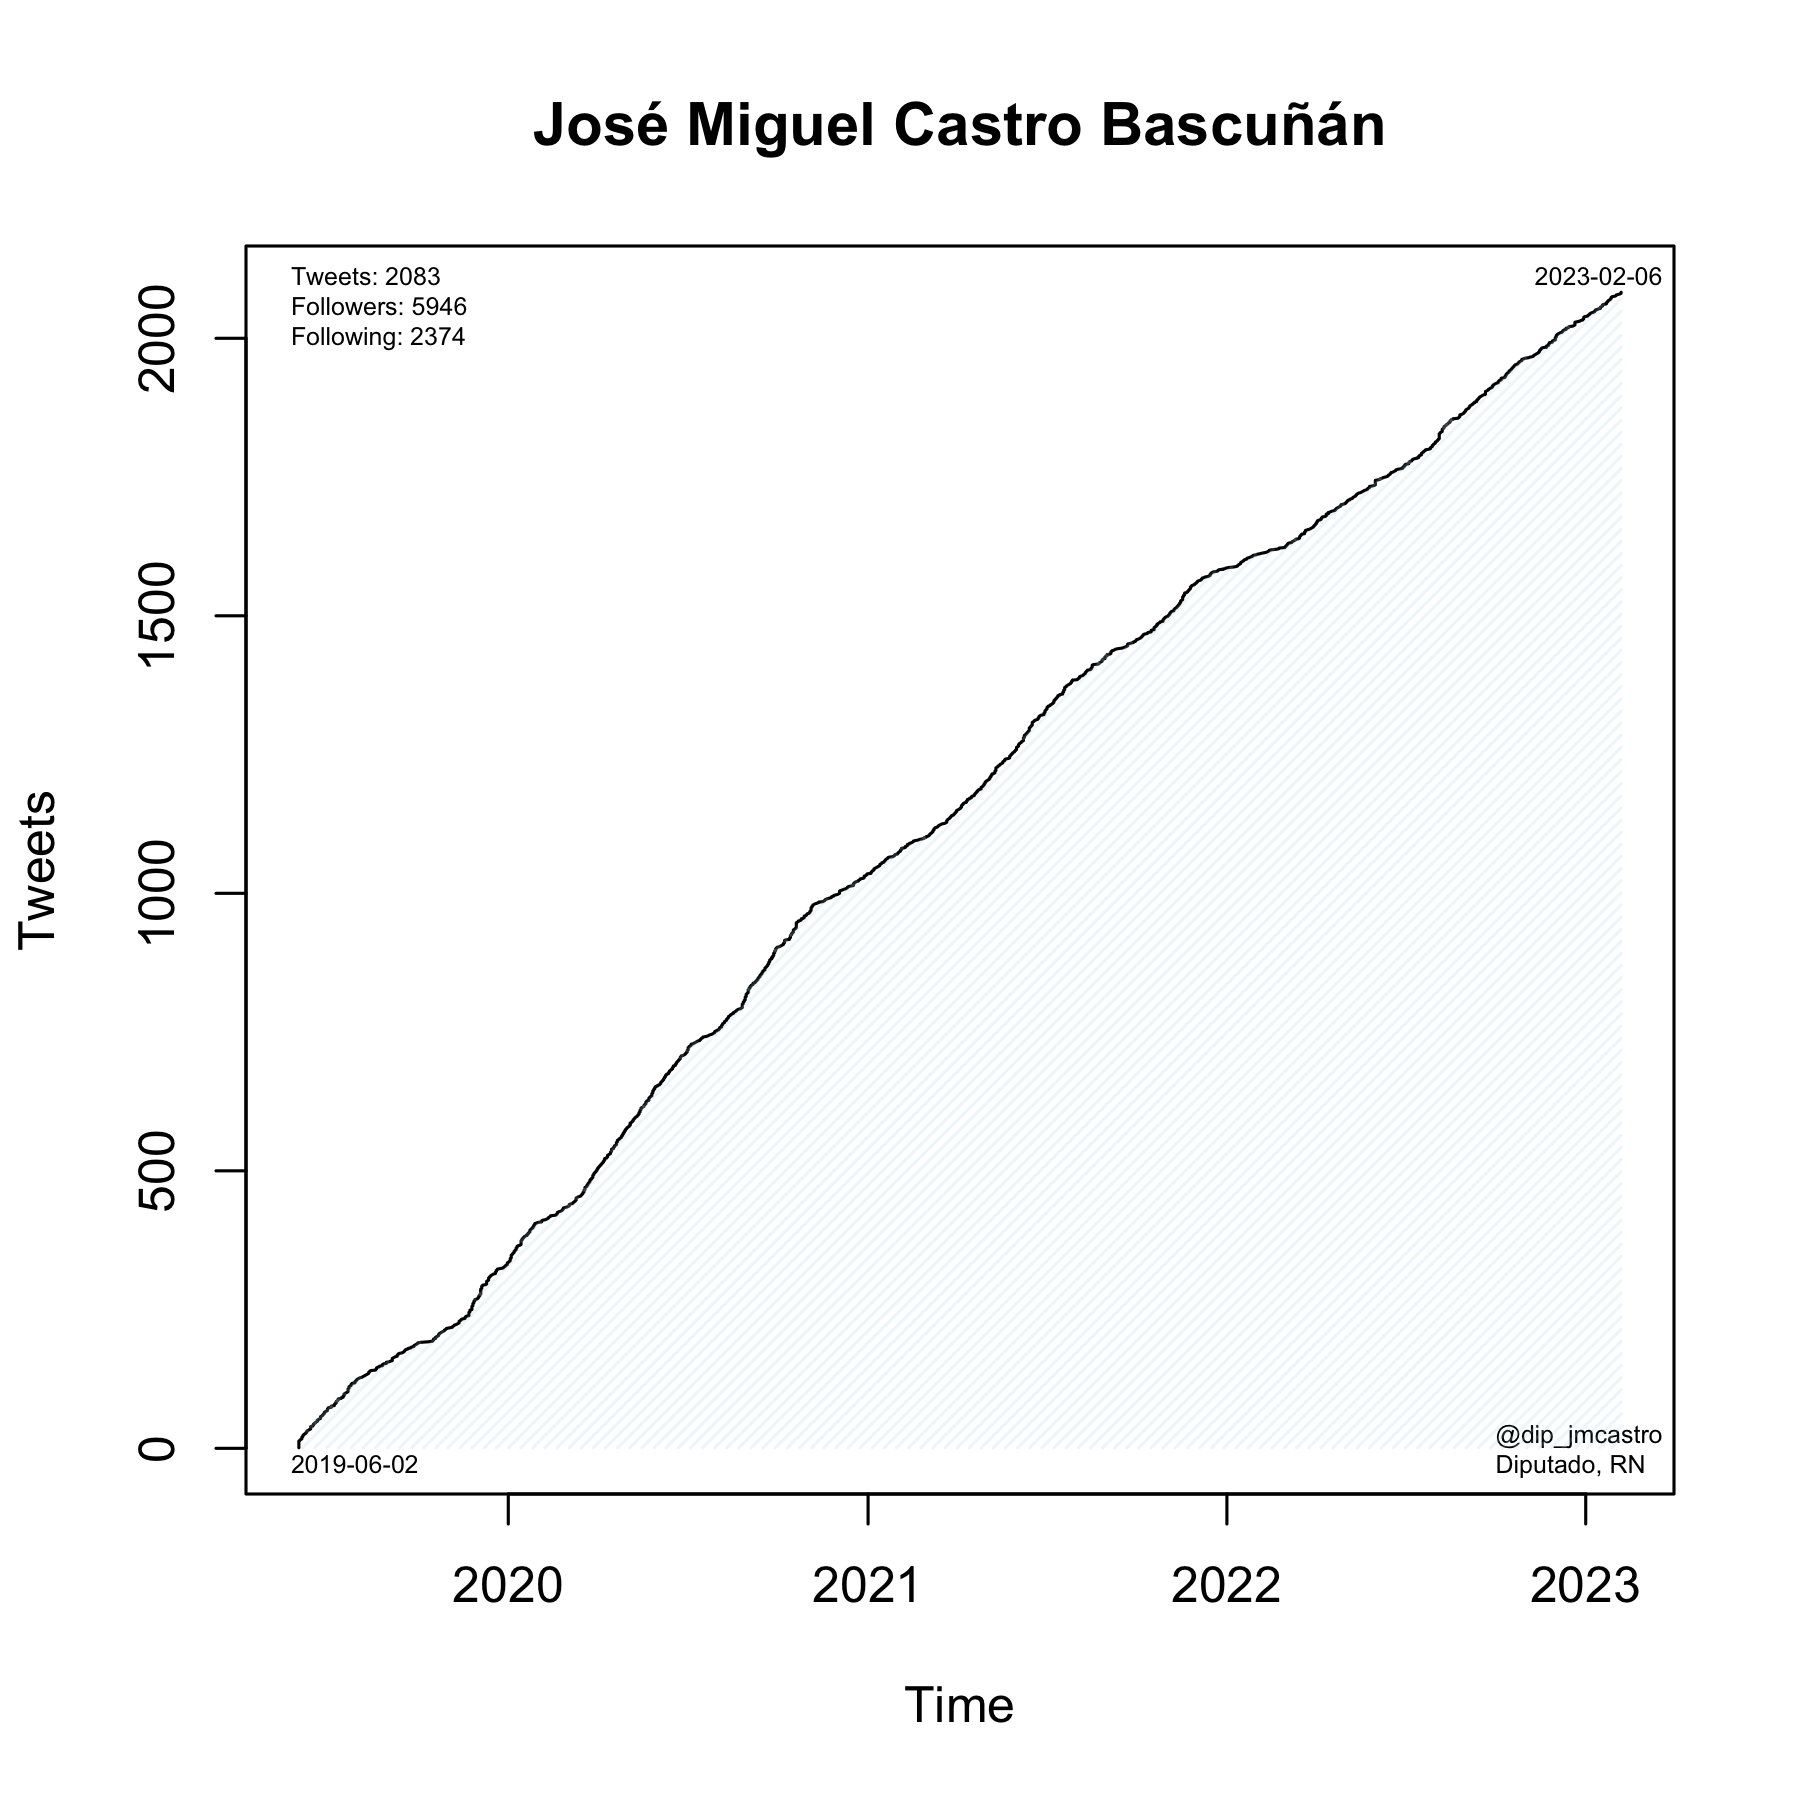 José Miguel Castro Bascuñán
Tweets: 2083
Followers: 5946
Following: 2374
2023-02-06
2000
1500
1000
500
0
Tweets
@dip_jmcastro
Diputado, RN
2019-06-02
2020
2021
2022
2023
Time